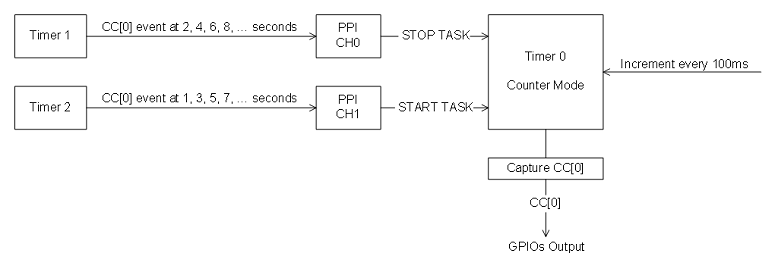 Timer 1
CC[0] event at 2, 4, 6, 8, ... seconds
PPI
CH0
STOP TASK
Timer 0
Counter Mode
Increment every 100ms
Timer 2
CC[0] event at 1, 3, 5, 7, ... seconds
PPI
CH1
START TASK
Capture CC[0]
CC[0]
GPIOs Output